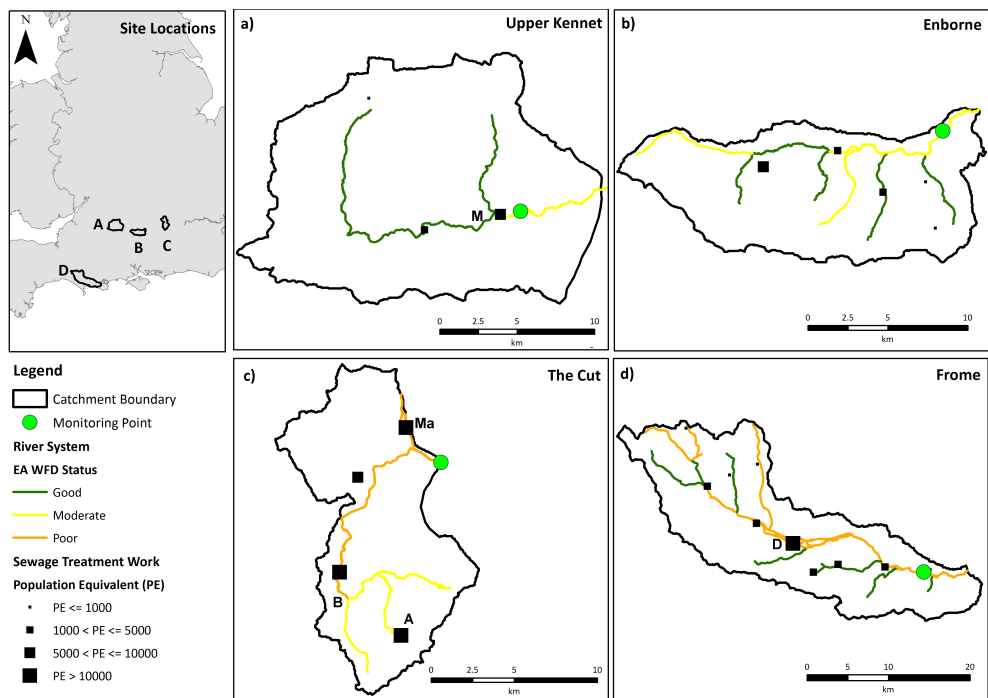 N
Site Locations
A
B
C
D
a)
Upper Kennet
M
0
2.5
5
10
km
b)
Enborne
0
2.5
5
10
km
Legend
Catchment Boundary
Monitoring Point
River System
EA WFD Status
Good
Moderate
Poor
Sewage Treatment Work
Population Equivalent (PE)
PE <= 1000
1000 < PE <= 5000
5000 < PE <= 10000
PE > 10000
c)
The Cut
Ma
B
A
0
2.5
5
10
km
d)
Frome
D
0
5
10
20
km